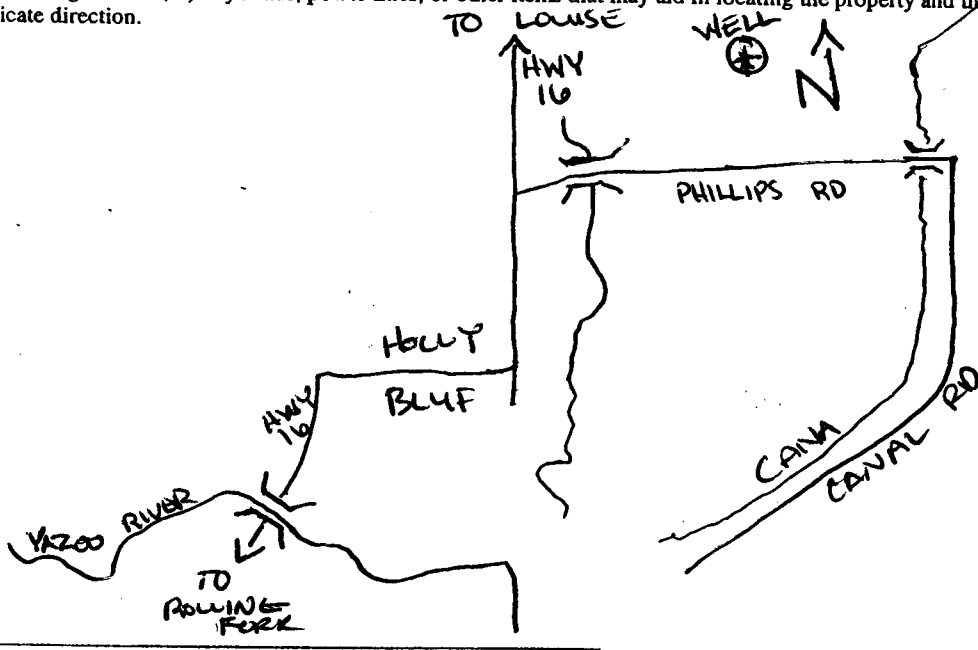 icate direction.
TO LOUISE
WELL
HWY
16
N
PHILLIPS RD
HOLLY
BLUF
HWY
16
YAZOO RIVER
TO
ROLLING
FORK
CANA
CANAL RD